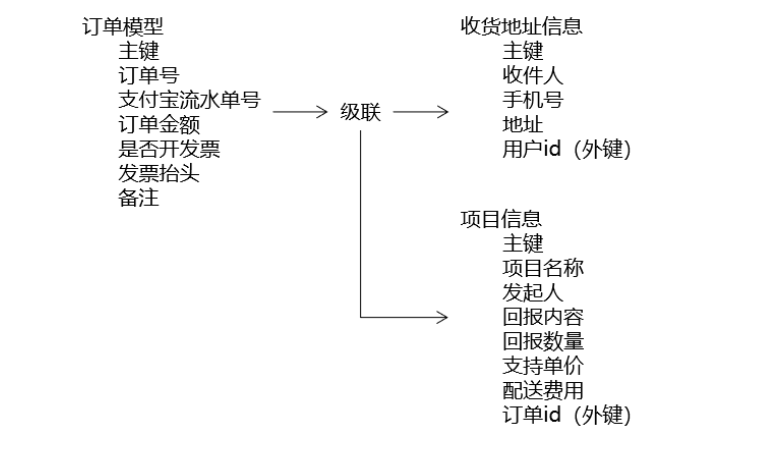 订单模型
主键
订单号
支付宝流水单号
订单金额
是否开发票
发票抬头
备注
级联
收货地址信息
主键
收件人
手机号
地址
用户id（外键）
项目信息
主键
项目名称
发起人
回报内容
回报数量
支持单价
配送费用
订单id（外键）